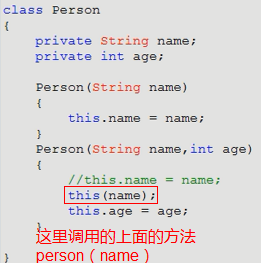 class Person
{
    private String name;
    private int age;
    Person(String name)
    {
        this.name = name;
    }
    Person(String name,int age)
    {
        //this.name = name;
        this(name);
        this.age = age;
    }
这里调用的上面的方法
person（name）
}